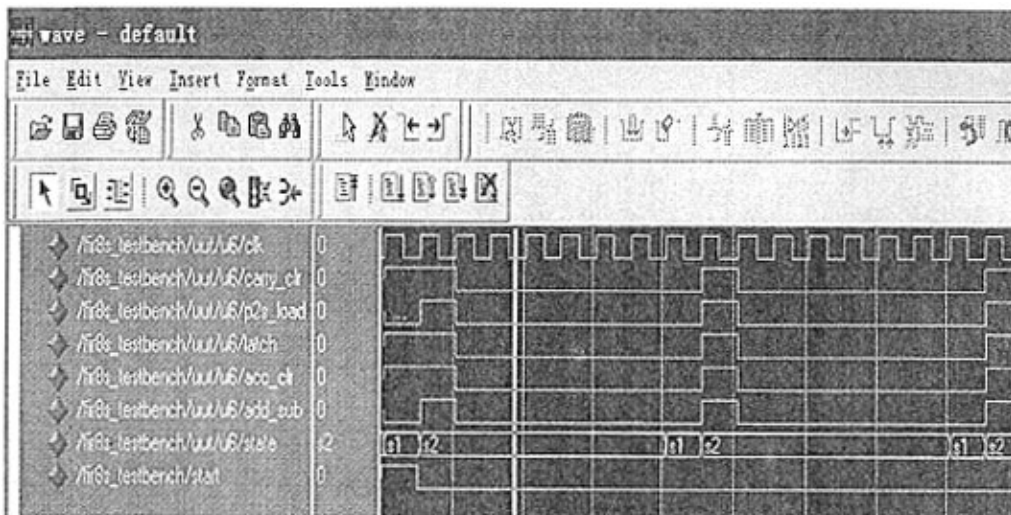 wave - default
File Edit View Insert Format Tools Window
/fir8s_testbench/uut/u6/clk 0
/fir8s_testbench/uut/u6/carry_clr 0
/fir8s_testbench/uut/u6/p2s_load 0
/fir8s_testbench/uut/u6/latch 0
/fir8s_testbench/uut/u6/acc_clr 0
/fir8s_testbench/uut/u6/add_sub 0
/fir8s_testbench/uut/u6/state s2 s1 s2 s1 s2 s1 s2
/fir8s_testbench/start 0